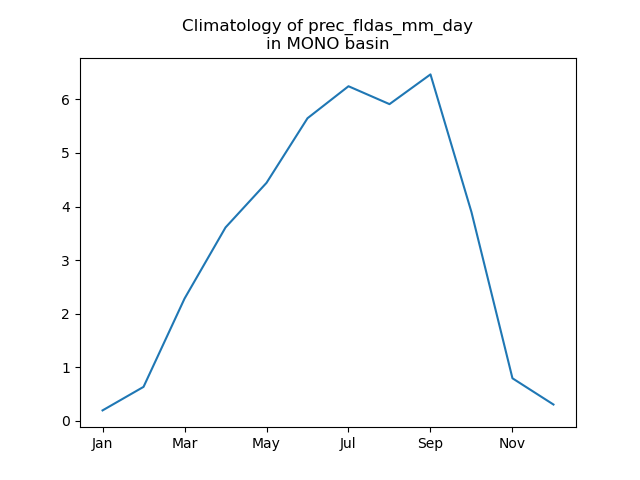 Climatology of prec_fldas_mm_day
in MONO basin
6
5
4
3
2
1
0
Jan
Mar
May
Jul
Sep
Nov